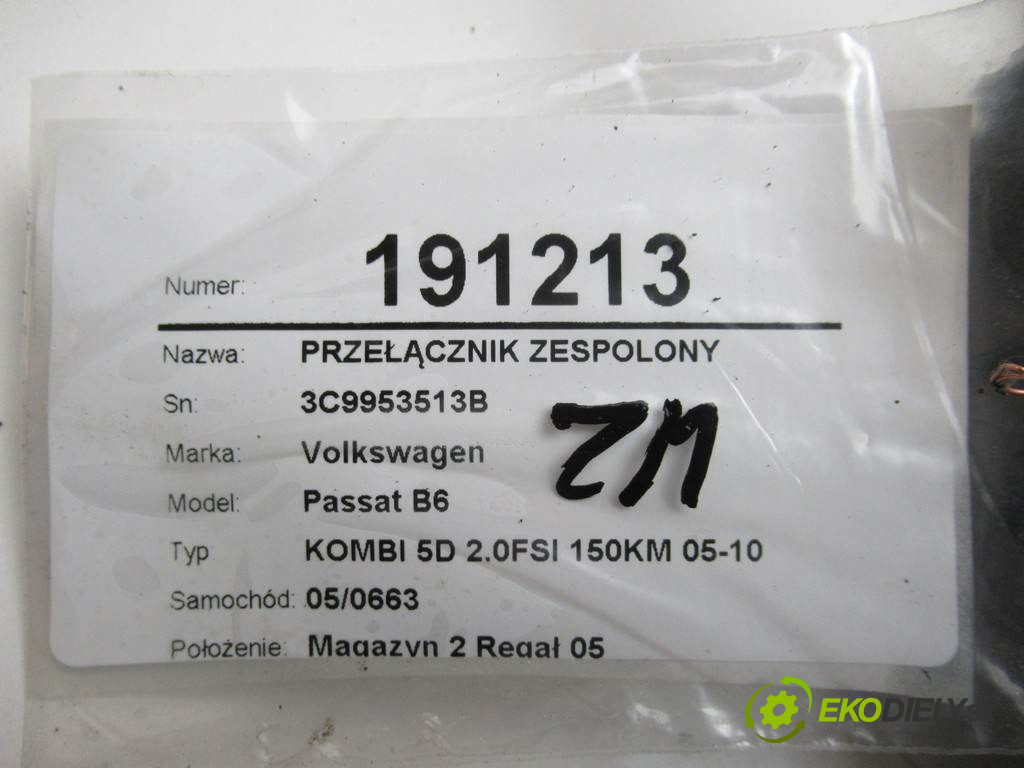 Numer: 191213
Nazwa: PRZEŁĄCZNIK ZESPOLONY
Sn: 3C9953513B
ZM
Marka: Volkswagen
Model: Passat B6
Typ KOMBI 5D 2.0FSI 150KM 05-10
Samochód: 05/0663
Położenie: Magazyn 2 Regał 05
EKODIELY